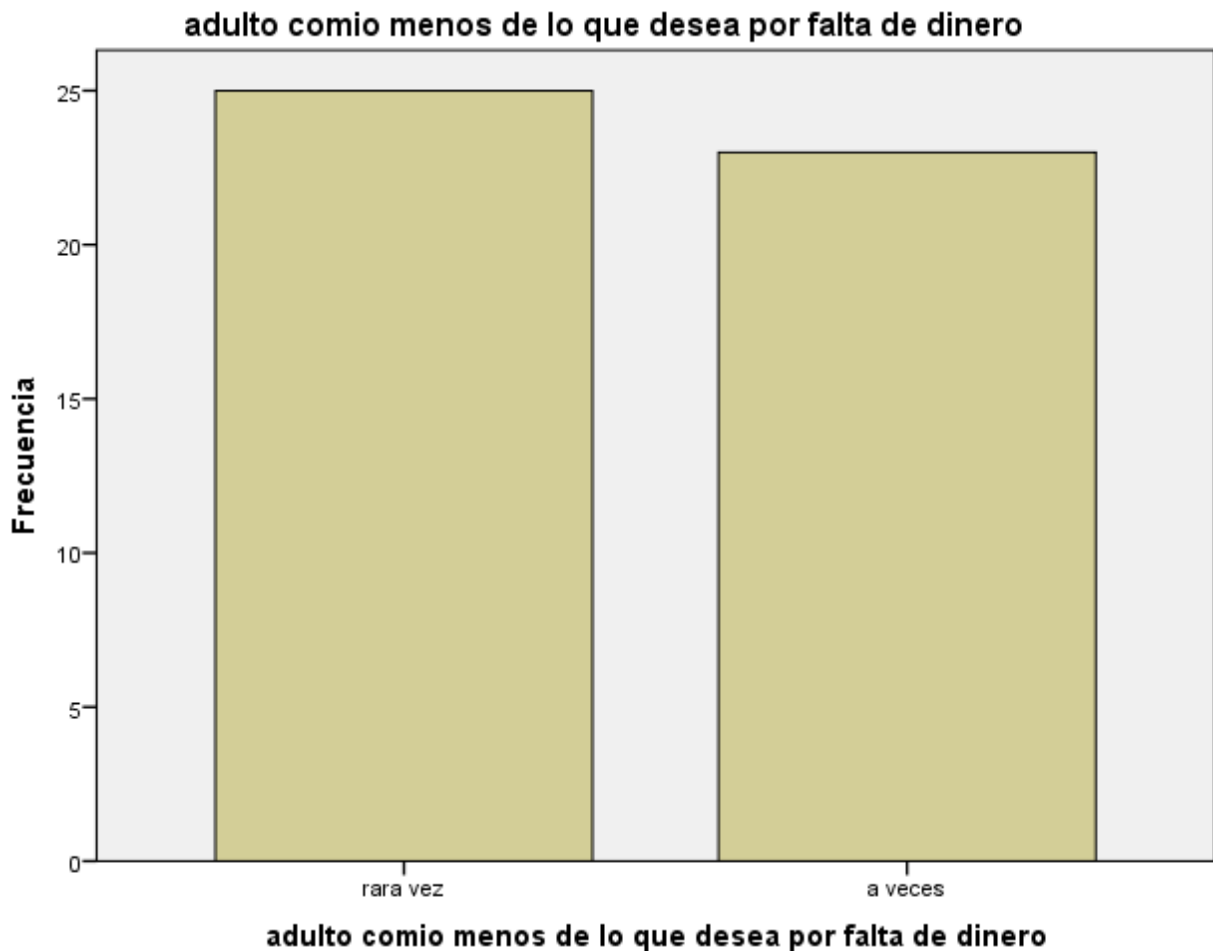 adulto comio menos de lo que desea por falta de dinero
Frecuencia
25
20
15
10
5
0
rara vez
a veces
adulto comio menos de lo que desea por falta de dinero